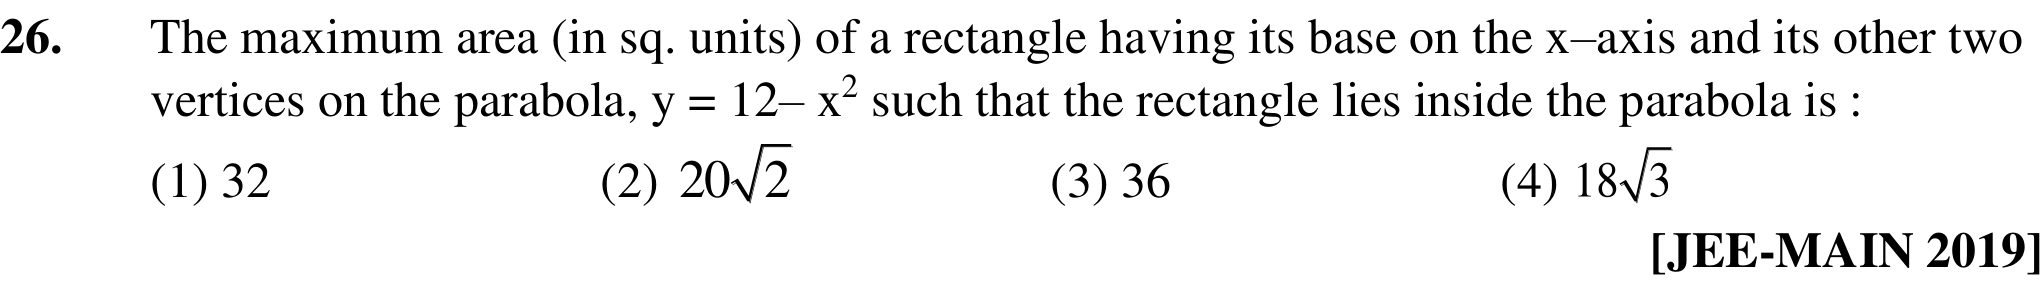 26. The maximum area (in sq. units) of a rectangle having its base on the x–axis and its other two
vertices on the parabola, y = 12– x² such that the rectangle lies inside the parabola is :
(1) 32 (2) 20√2 (3) 36 (4) 18√3
[JEE-MAIN 2019]